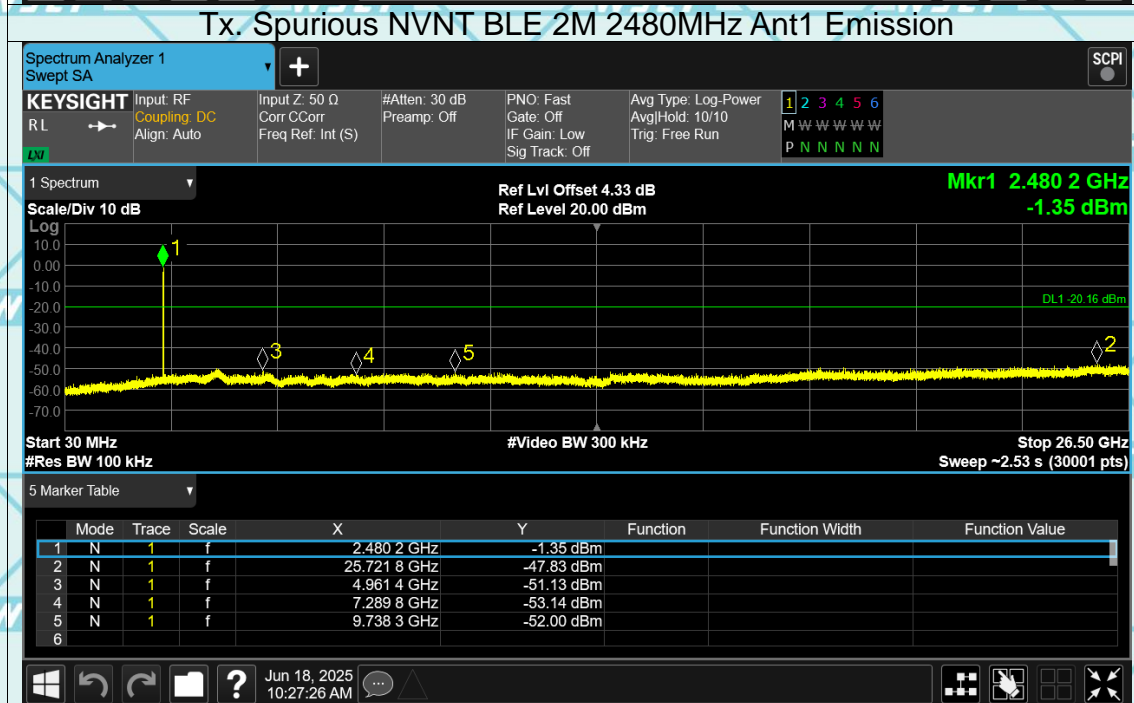 Tx. Spurious NVNT BLE 2M 2480MHz Ant1 Emission
Spectrum Analyzer 1
Swept SA
+
SCPI
KEYSIGHT
RL
LXI
Input: RF
Coupling: DC
Align: Auto
Input Z: 50 Ω
Corr CCorr
Freq Ref: Int (S)
#Atten: 30 dB
Preamp: Off
PNO: Fast
Gate: Off
IF Gain: Low
Sig Track: Off
Avg Type: Log-Power
Avg|Hold: 10/10
Trig: Free Run
1 2 3 4 5 6
M W W W W W
P N N N N N
1 Spectrum
Scale/Div 10 dB
Ref Lvl Offset 4.33 dB
Ref Level 20.00 dBm
Mkr1 2.480 2 GHz
-1.35 dBm
Log
10.0
0.00
-10.0
-20.0
-30.0
-40.0
-50.0
-60.0
-70.0
1
3
4
5
2
DL1 -20.16 dBm
Start 30 MHz
#Video BW 300 kHz
Stop 26.50 GHz
#Res BW 100 kHz
Sweep ~2.53 s (30001 pts)
5 Marker Table
Mode Trace Scale X Y Function Function Width Function Value
1 N 1 f 2.480 2 GHz -1.35 dBm
2 N 1 f 25.721 8 GHz -47.83 dBm
3 N 1 f 4.961 4 GHz -51.13 dBm
4 N 1 f 7.289 8 GHz -53.14 dBm
5 N 1 f 9.738 3 GHz -52.00 dBm
6
?
Jun 18, 2025
10:27:26 AM